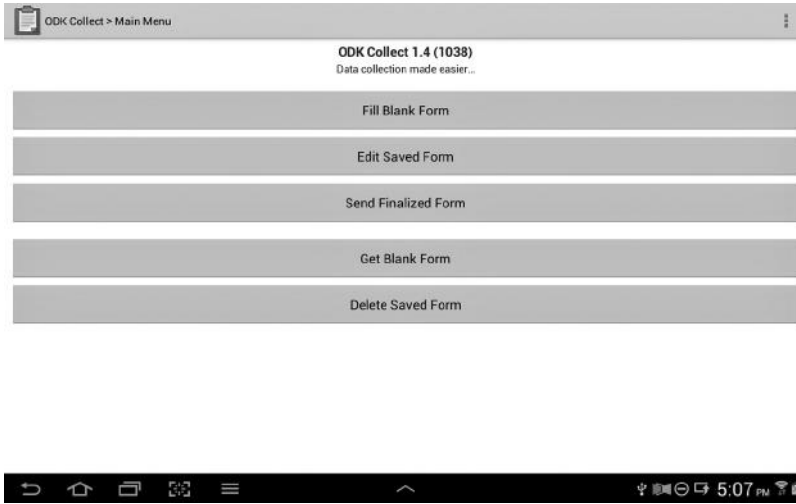 ODK Collect > Main Menu
ODK Collect 1.4 (1038)
Data collection made easier...
Fill Blank Form
Edit Saved Form
Send Finalized Form
Get Blank Form
Delete Saved Form
5:07 PM